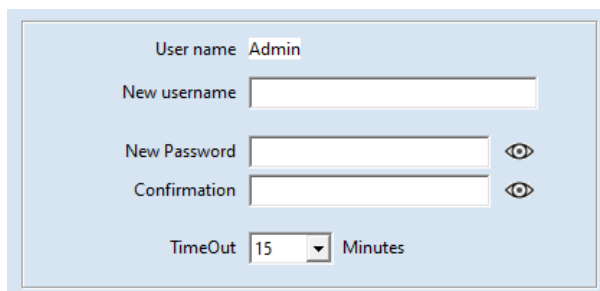 User name Admin
New username
New Password
Confirmation
TimeOut 15 Minutes